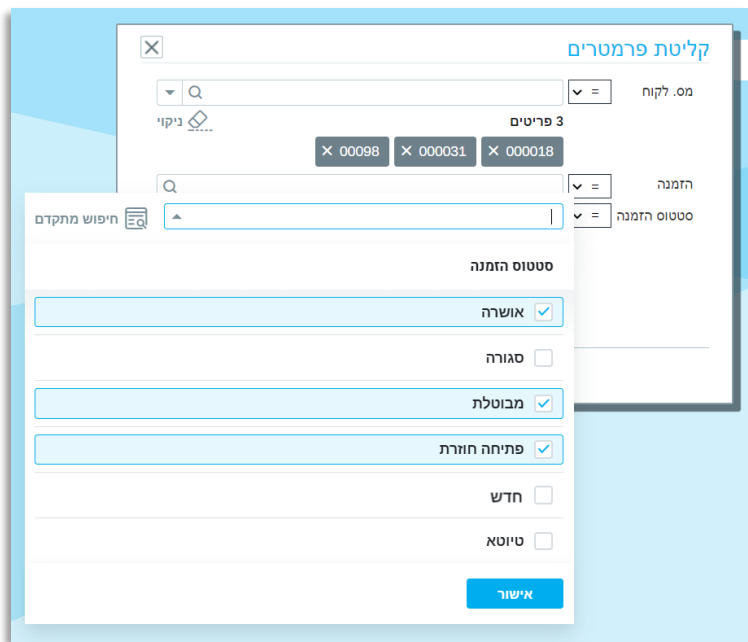 קליטת פרמטרים
מס. לקוח =
3 פריטים ניקוי
000018 000031 00098
הזמנה =
סטטוס הזמנה = חיפוש מתקדם
סטטוס הזמנה
אושרה
סגורה
מבוטלת
פתיחה חוזרת
חדש
טיוטא
אישור